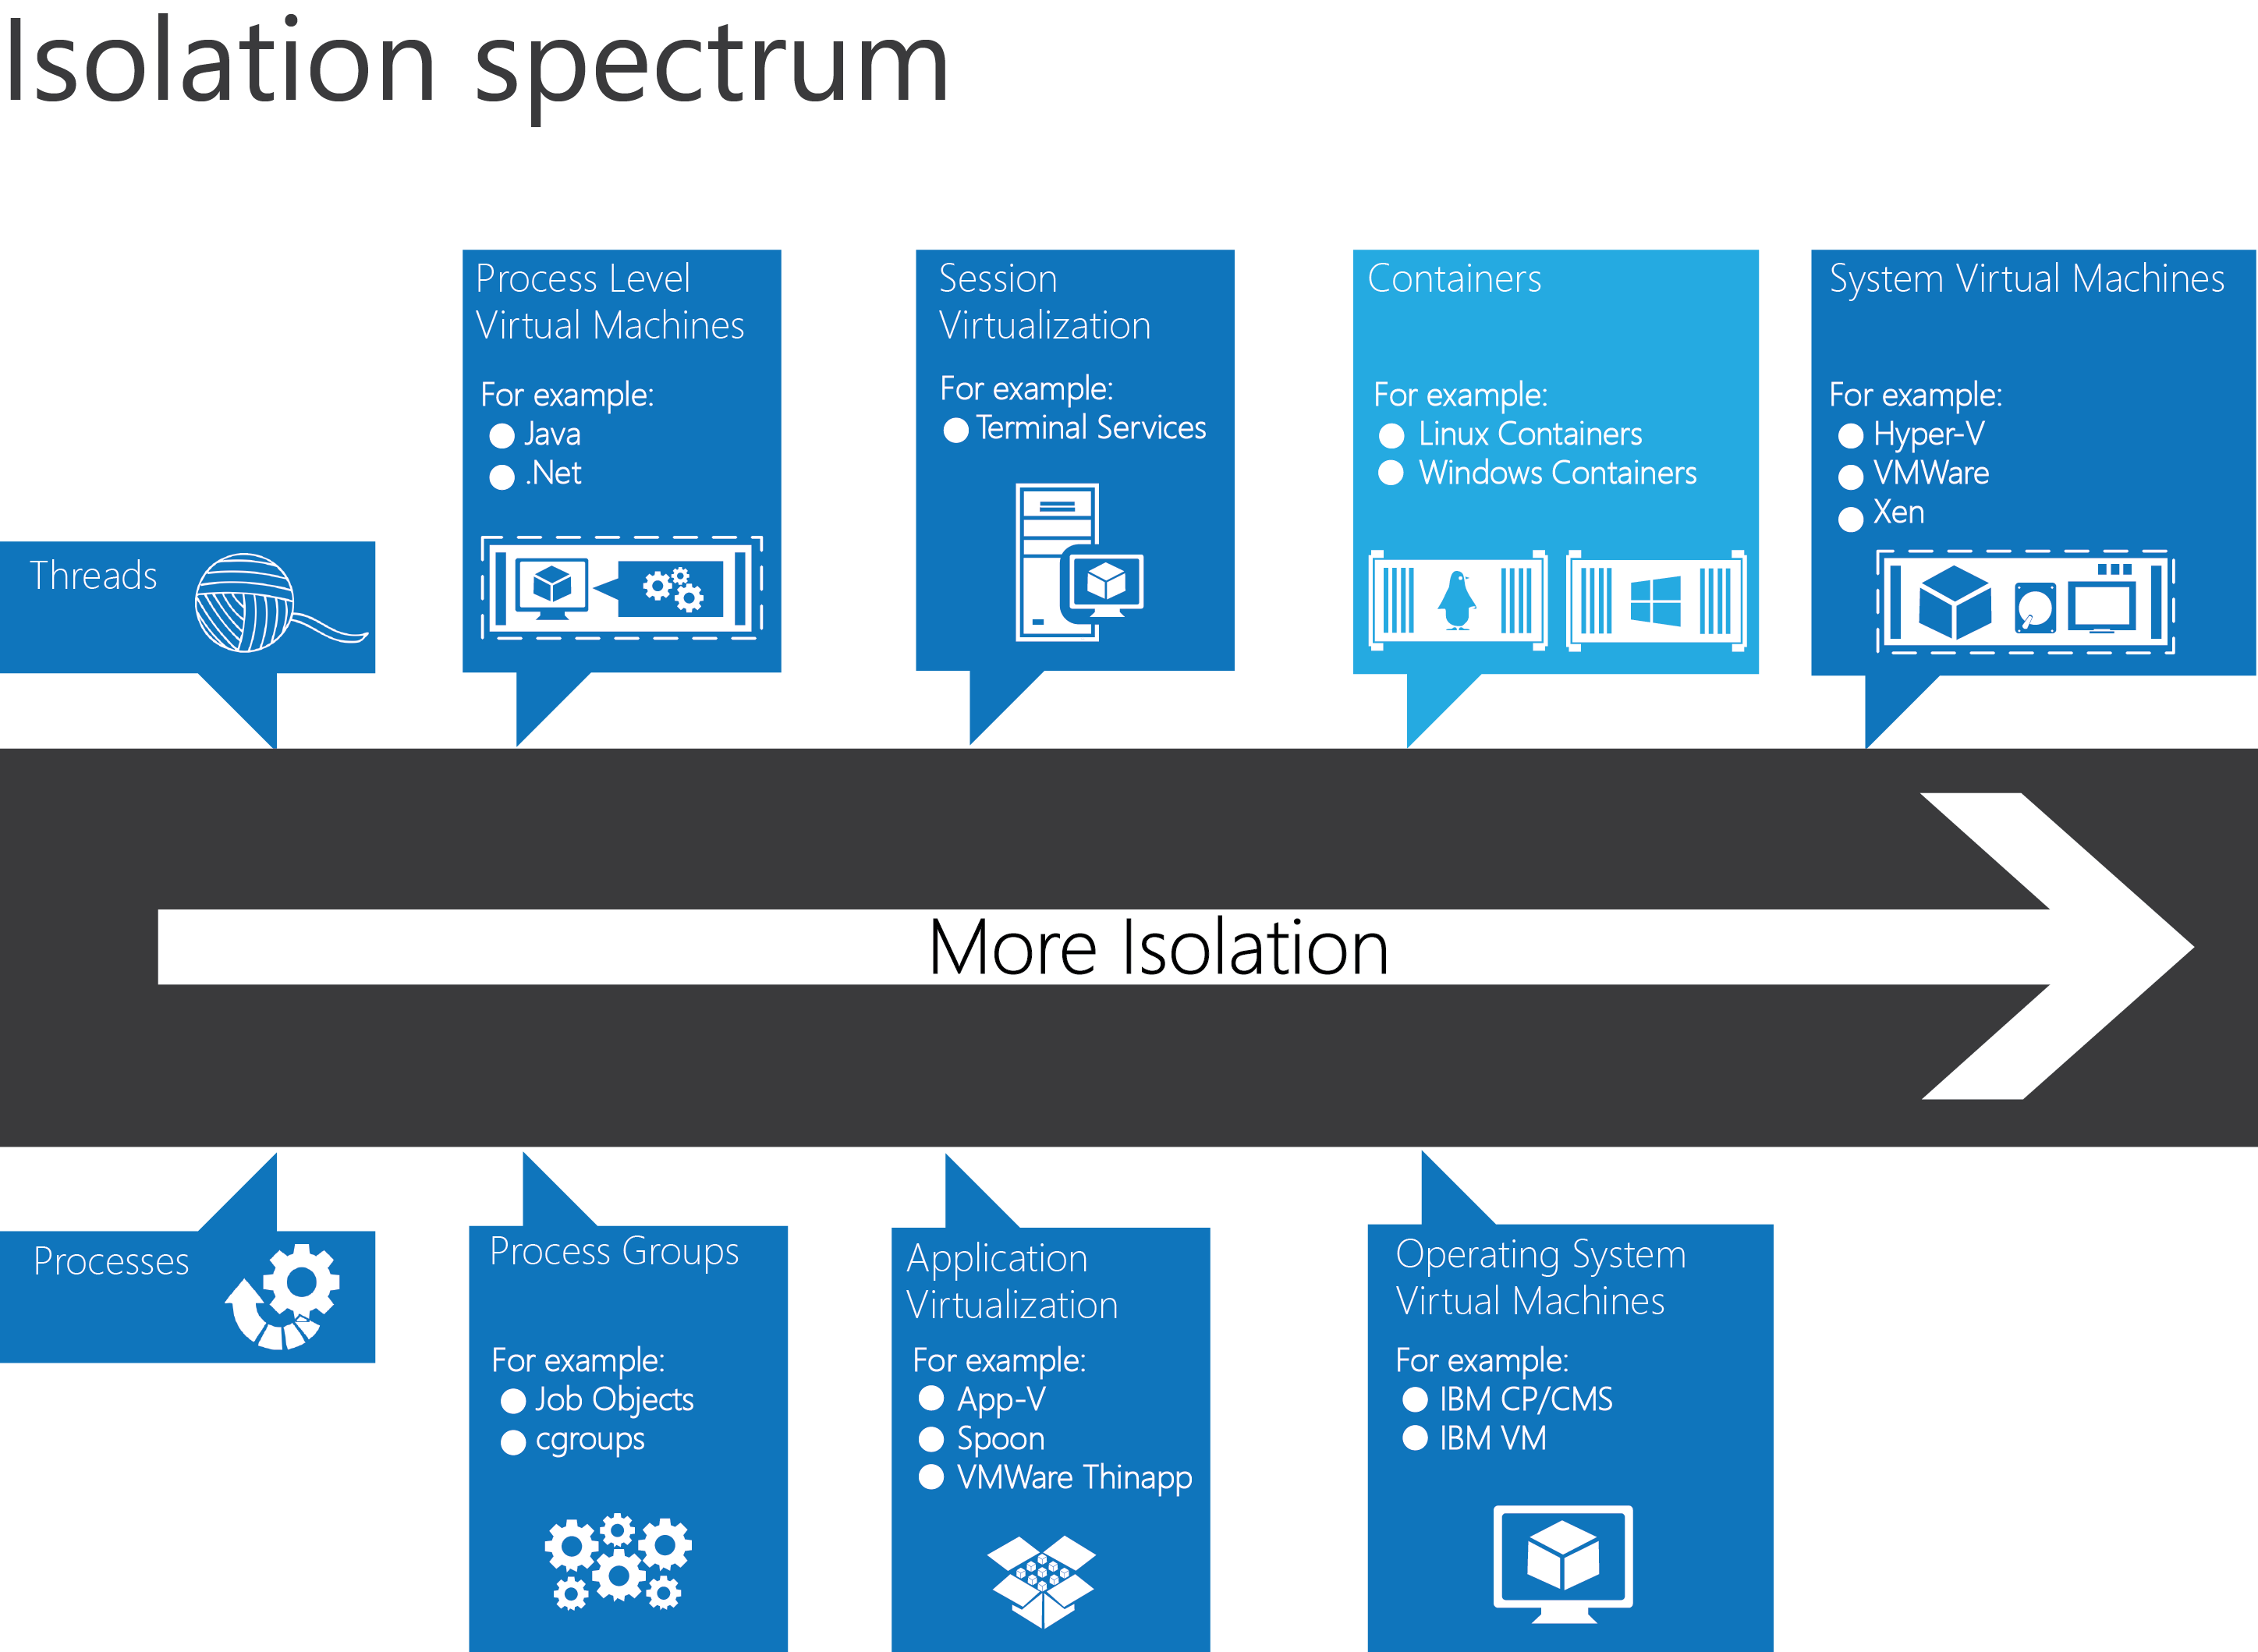 Isolation spectrum
Threads
Process Level
Virtual Machines
For example:
Java
.Net
Session
Virtualization
For example:
Terminal Services
Containers
For example:
Linux Containers
Windows Containers
System Virtual Machines
For example:
Hyper-V
VMWare
Xen
More Isolation
Processes
Process Groups
For example:
Job Objects
cgroups
Application
Virtualization
For example:
App-V
Spoon
VMWare Thinapp
Operating System
Virtual Machines
For example:
IBM CP/CMS
IBM VM